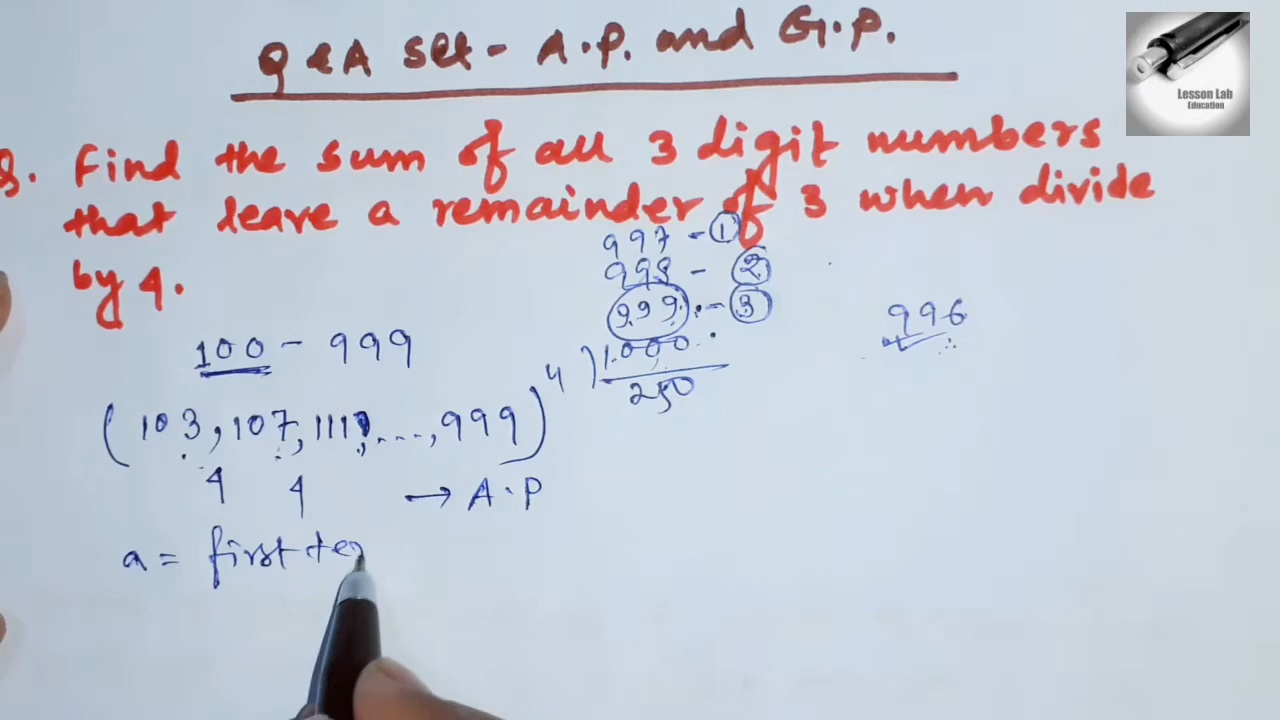 Q & A Set - A.P. and G.P.
Lesson Lab
Education
Q. Find the sum of all 3 digit numbers
that leave a remainder of 3 when divide
by 4.
997 - 1
998 - 2
999 - 3
996
100 - 999
4 ) 1000
250
(103, 107, 111, ..., 999)
4 4 → A.P
a = first te